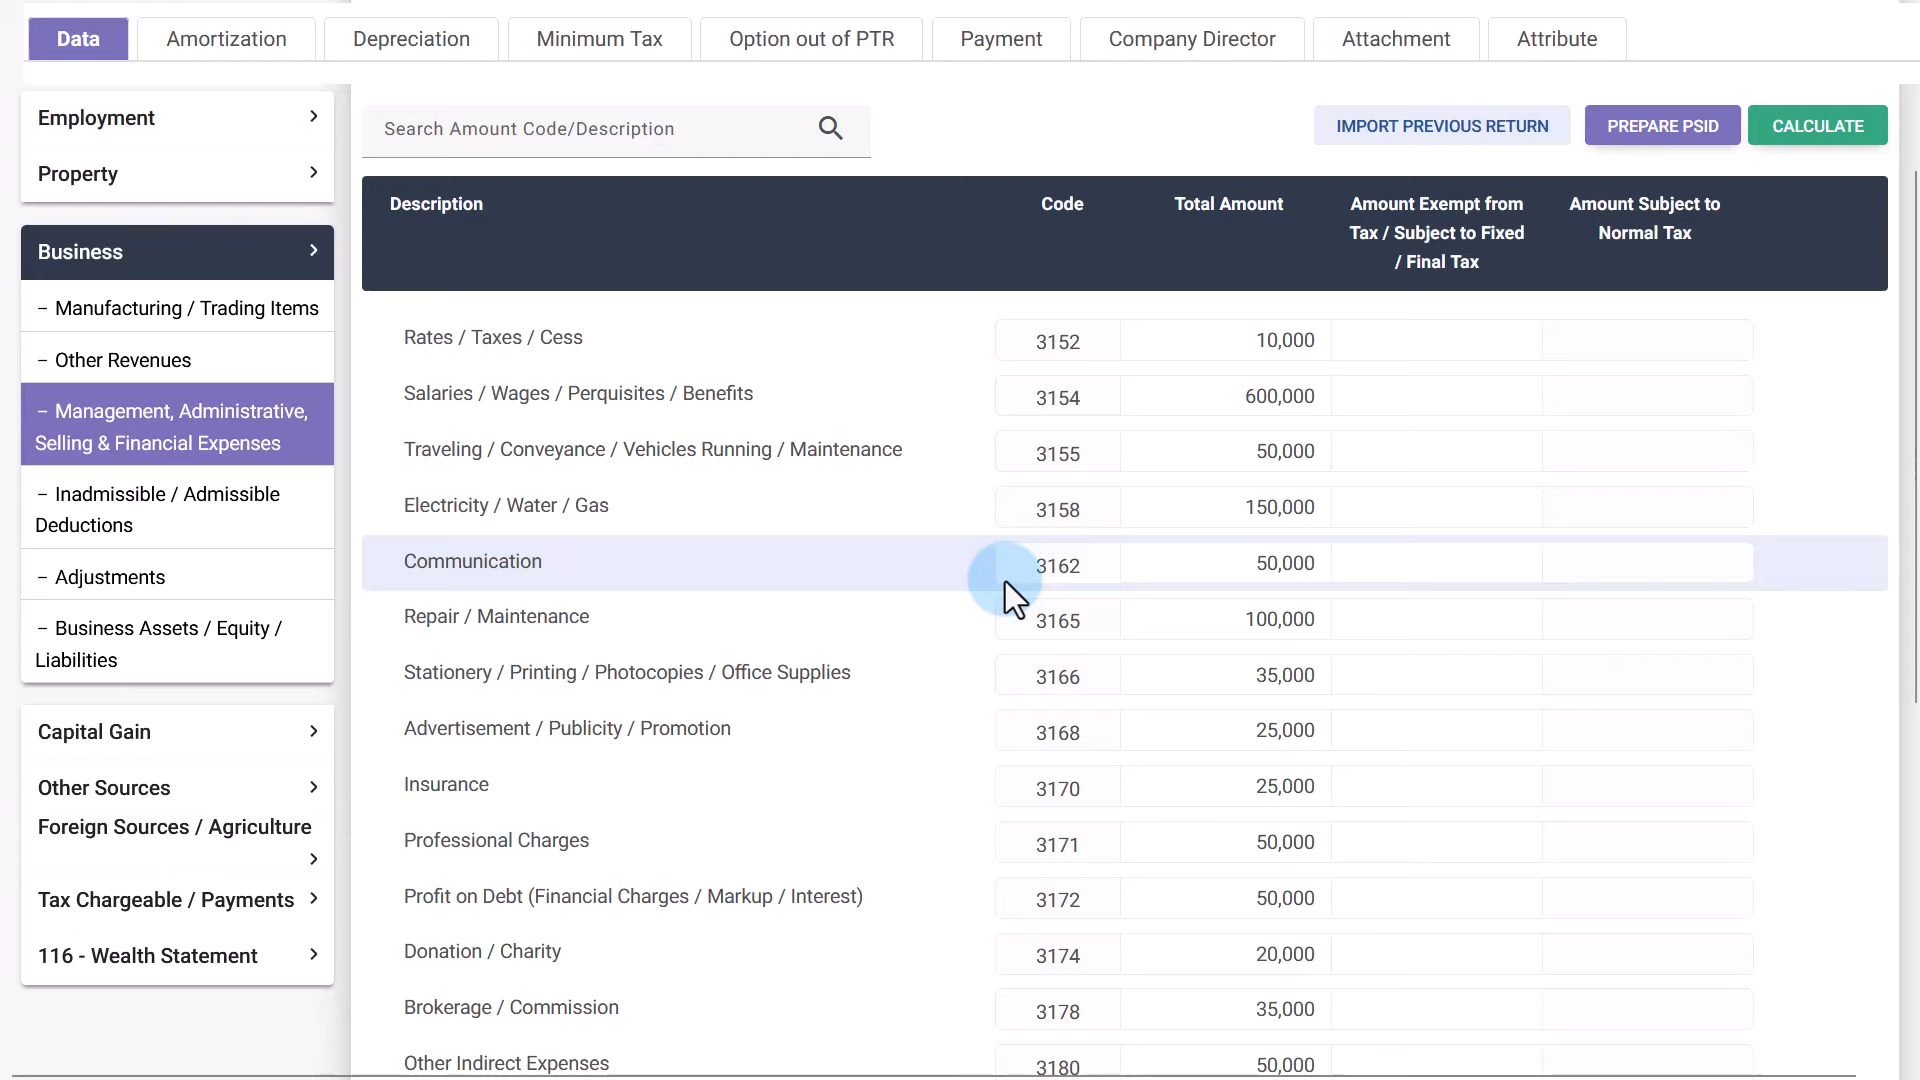 Data
Amortization
Depreciation
Minimum Tax
Option out of PTR
Payment
Company Director
Attachment
Attribute
Employment
Property
Business
– Manufacturing / Trading Items
– Other Revenues
– Management, Administrative,
Selling & Financial Expenses
– Inadmissible / Admissible
Deductions
– Adjustments
– Business Assets / Equity /
Liabilities
Capital Gain
Other Sources
Foreign Sources / Agriculture
Tax Chargeable / Payments
116 - Wealth Statement
Search Amount Code/Description
IMPORT PREVIOUS RETURN
PREPARE PSID
CALCULATE
Description Code Total Amount Amount Exempt from Amount Subject to
Tax / Subject to Fixed Normal Tax
/ Final Tax
Rates / Taxes / Cess 3152 10,000
Salaries / Wages / Perquisites / Benefits 3154 600,000
Traveling / Conveyance / Vehicles Running / Maintenance 3155 50,000
Electricity / Water / Gas 3158 150,000
Communication 3162 50,000
Repair / Maintenance 3165 100,000
Stationery / Printing / Photocopies / Office Supplies 3166 35,000
Advertisement / Publicity / Promotion 3168 25,000
Insurance 3170 25,000
Professional Charges 3171 50,000
Profit on Debt (Financial Charges / Markup / Interest) 3172 50,000
Donation / Charity 3174 20,000
Brokerage / Commission 3178 35,000
Other Indirect Expenses 3180 50,000